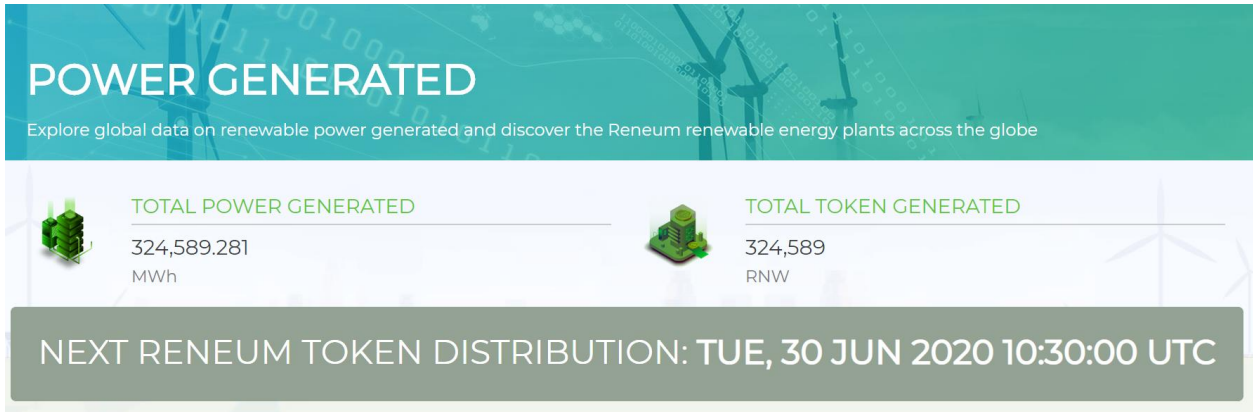 POWER GENERATED
Explore global data on renewable power generated and discover the Reneum renewable energy plants across the globe
TOTAL POWER GENERATED
324,589.281
MWh
TOTAL TOKEN GENERATED
324,589
RNW
NEXT RENEUM TOKEN DISTRIBUTION: TUE, 30 JUN 2020 10:30:00 UTC